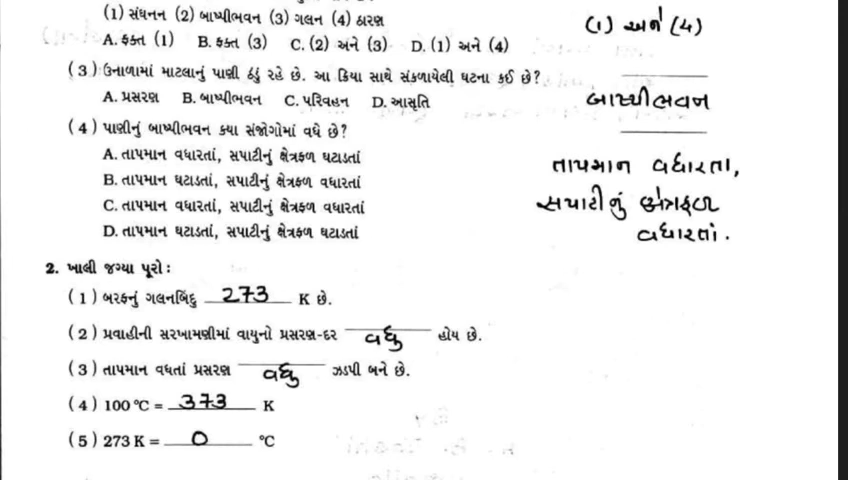 (1) સંઘનન (2) બાષ્પીભવન (3) ગલન (4) ઠારણ
(1) અને (4)
A. ફક્ત (1) B. ફક્ત (3) C. (2) અને (3) D. (1) અને (4)
(3) ઉનાળામાં માટલાનું પાણી ઠંડું રહે છે. આ ક્રિયા સાથે સંકળાયેલી ઘટના કઈ છે?
A. પ્રસરણ B. બાષ્પીભવન C. પરિવહન D. આસૃતિ
બાષ્પીભવન
(4) પાણીનું બાષ્પીભવન ક્યા સંજોગોમાં વધે છે?
A. તાપમાન વધારતાં, સપાટીનું ક્ષેત્રફળ ઘટાડતાં
B. તાપમાન ઘટાડતાં, સપાટીનું ક્ષેત્રફળ વધારતાં
C. તાપમાન વધારતાં, સપાટીનું ક્ષેત્રફળ વધારતાં
D. તાપમાન ઘટાડતાં, સપાટીનું ક્ષેત્રફળ ઘટાડતાં
તાપમાન વધારતા,
સપાટીનું ક્ષેત્રફળ
વધારતાં.
2. ખાલી જગ્યા પૂરો :
(1) બરફનું ગલનબિંદુ 273 K છે.
(2) પ્રવાહીની સરખામણીમાં વાયુનો પ્રસરણ-દર વધુ હોય છે.
(3) તાપમાન વધતાં પ્રસરણ વધુ ઝડપી બને છે.
(4) 100 °C = 373 K
(5) 273 K = 0 °C